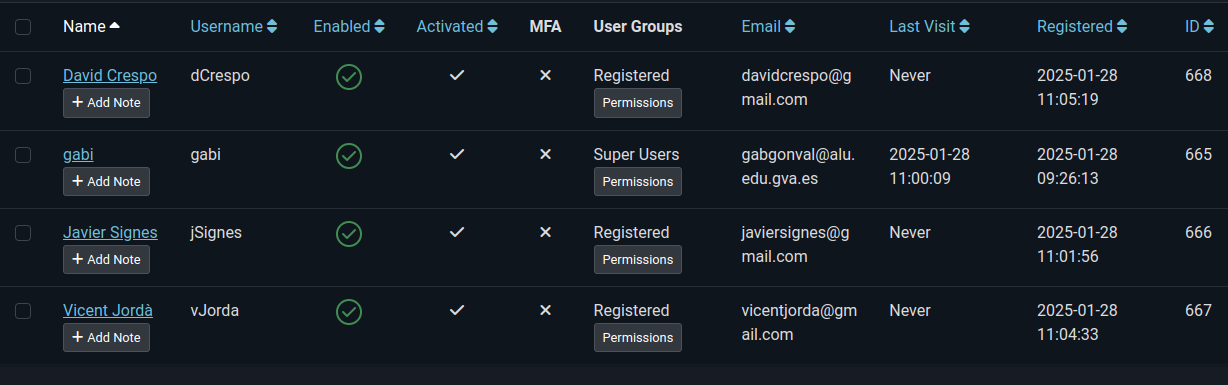 Name Username Enabled Activated MFA User Groups Email Last Visit Registered ID
David Crespo dCrespo Registered davidcrespo@g Never 2025-01-28 668
+ Add Note Permissions mail.com 11:05:19
gabi gabi Super Users gabgonval@alu. 2025-01-28 2025-01-28 665
+ Add Note Permissions edu.gva.es 11:00:09 09:26:13
Javier Signes jSignes Registered javiersignes@g Never 2025-01-28 666
+ Add Note Permissions mail.com 11:01:56
Vicent Jordà vJorda Registered vicentjorda@gm Never 2025-01-28 667
+ Add Note Permissions ail.com 11:04:33